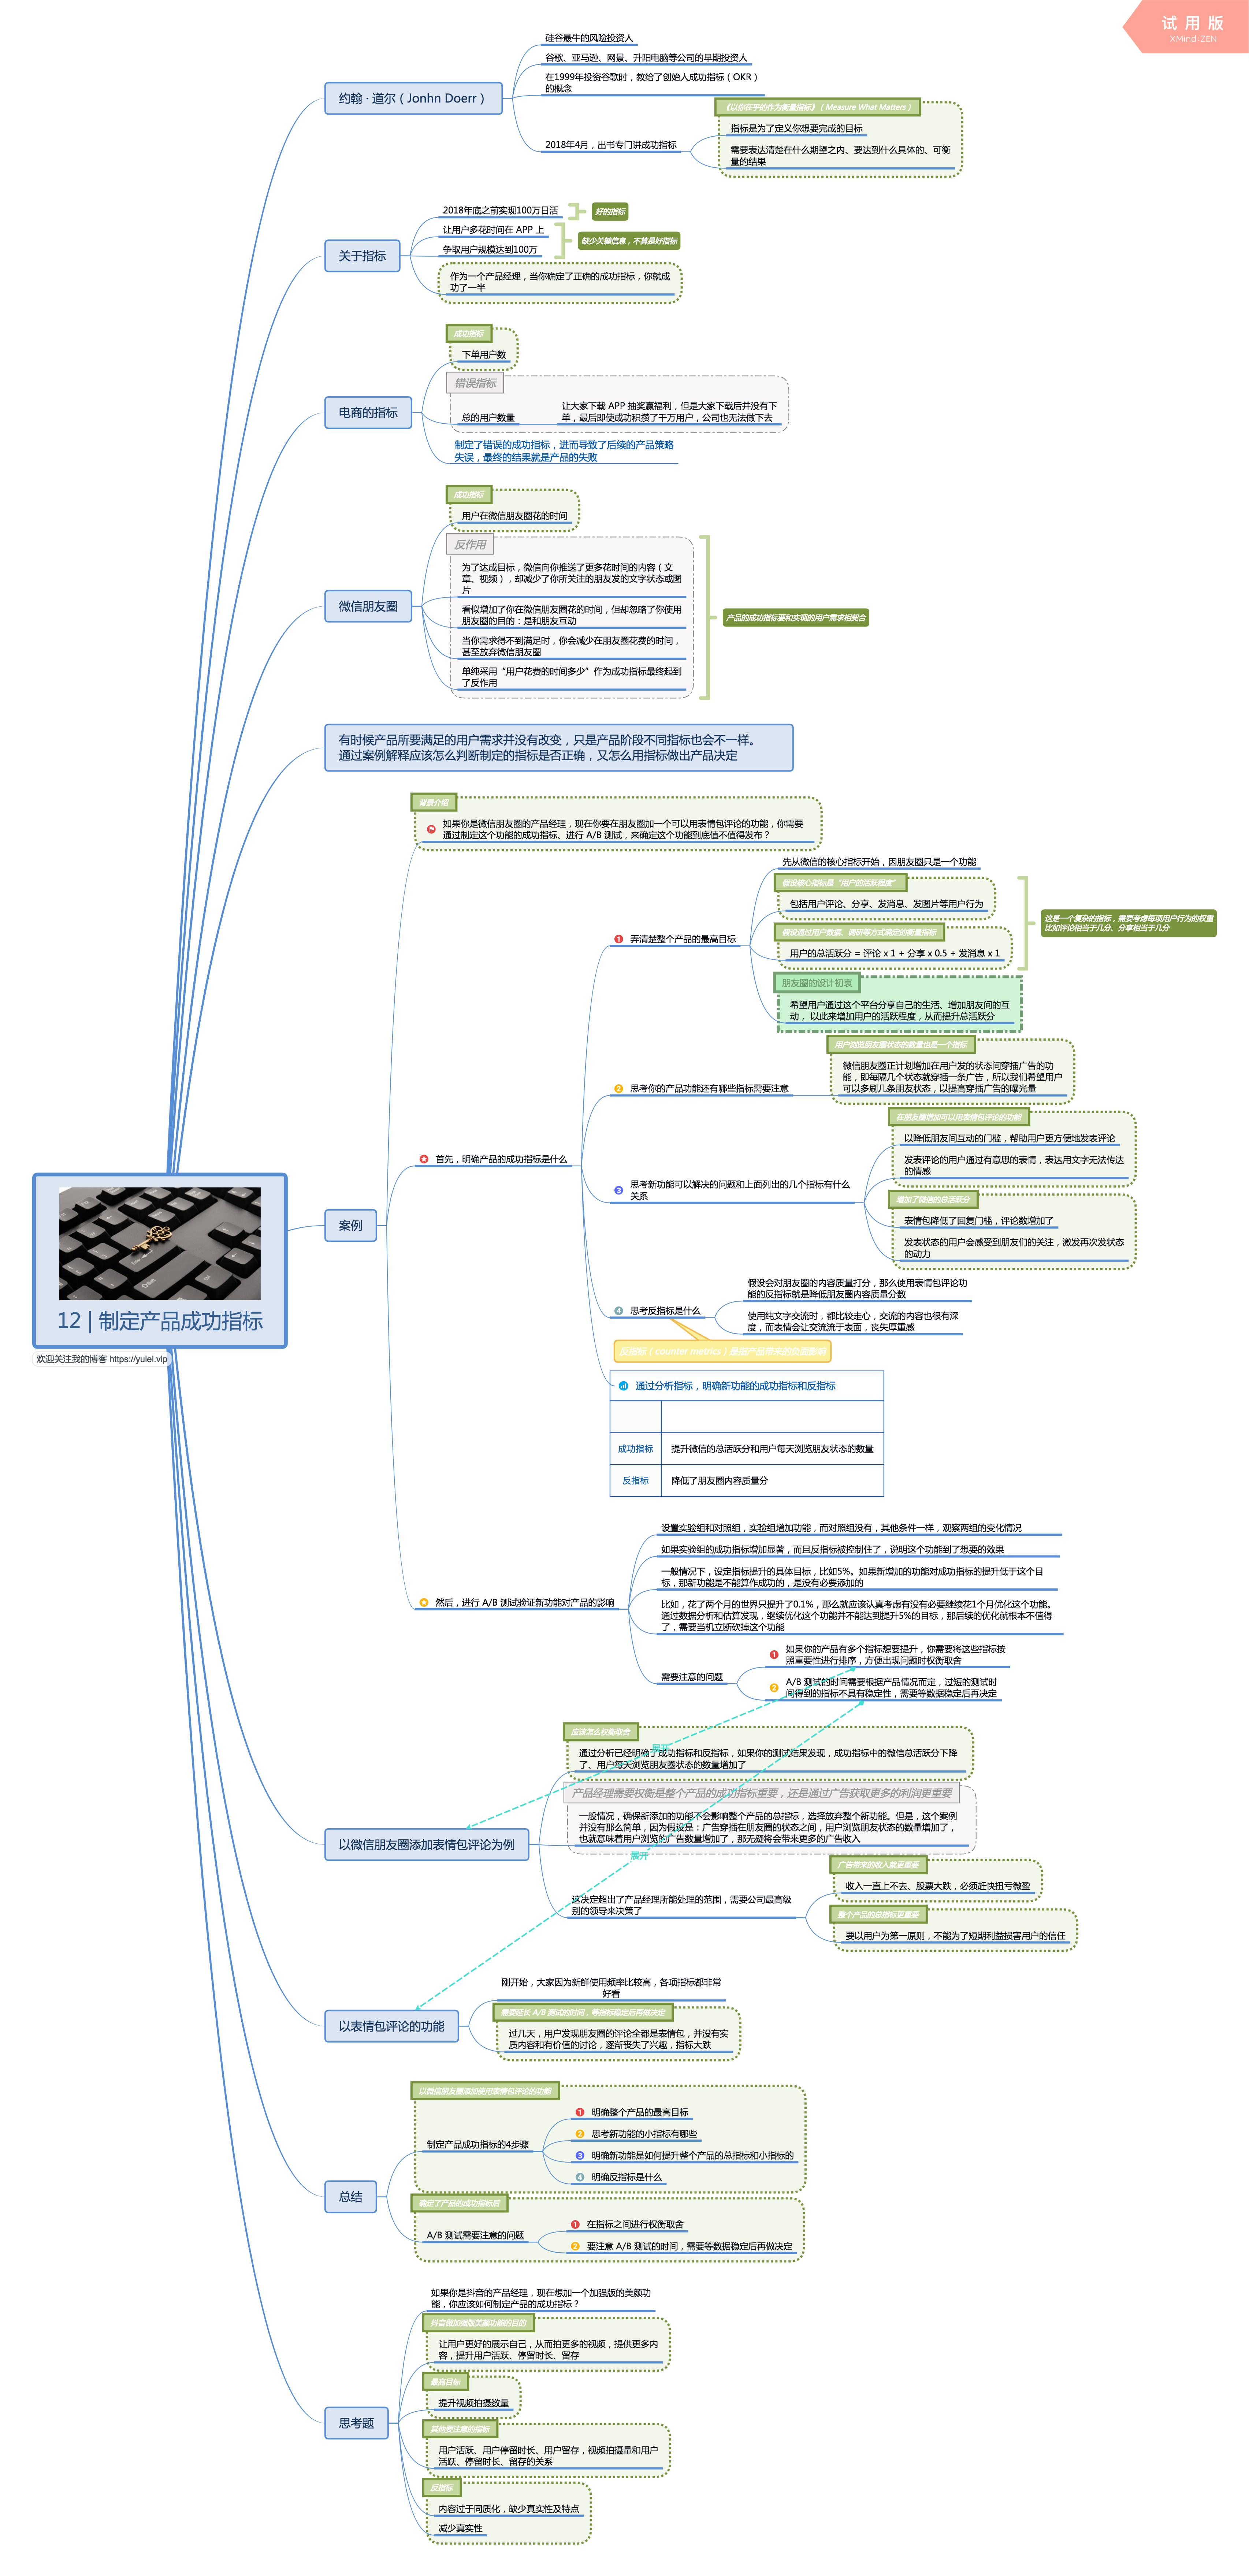 试用版
XMind:ZEN
12 | 制定产品成功指标
欢迎关注我的博客 https://yulei.vip
约翰 · 道尔（Jonhn Doerr）
硅谷最牛的风险投资人
谷歌、亚马逊、网景、升阳电脑等公司的早期投资人
在1999年投资谷歌时，教给了创始人成功指标（OKR）
的概念
2018年4月，出书专门讲成功指标
《以你在乎的作为衡量指标》（Measure What Matters）
指标是为了定义你想要完成的目标
需要表达清楚在什么期望之内、要达到什么具体的、可衡
量的结果
关于指标
2018年底之前实现100万日活
好的指标
让用户多花时间在 APP 上
争取用户规模达到100万
缺少关键信息，不算是好指标
作为一个产品经理，当你确定了正确的成功指标，你就成
功了一半
电商的指标
成功指标
下单用户数
错误指标
总的用户数量
让大家下载 APP 抽奖赢福利，但是大家下载后并没有下
单，最后即使成功积攒了千万用户，公司也无法做下去
制定了错误的成功指标，进而导致了后续的产品策略
失误，最终的结果就是产品的失败
微信朋友圈
成功指标
用户在微信朋友圈花的时间
反作用
为了达成目标，微信向你推送了更多花时间的内容（文
章、视频），却减少了你所关注的朋友发的文字状态或图
片
看似增加了你在微信朋友圈花的时间，但却忽略了你使用
朋友圈的目的：是和朋友互动
当你需求得不到满足时，你会减少在朋友圈花费的时间，
甚至放弃微信朋友圈
单纯采用“用户花费的时间多少”作为成功指标最终起到
了反作用
产品的成功指标要和实现的用户需求相契合
有时候产品所要满足的用户需求并没有改变，只是产品阶段不同指标也会不一样。
通过案例解释应该怎么判断制定的指标是否正确，又怎么用指标做出产品决定
案例
背景介绍
如果你是微信朋友圈的产品经理，现在你要在朋友圈加一个可以用表情包评论的功能，你需要
通过制定这个功能的成功指标、进行 A/B 测试，来确定这个功能到底值不值得发布？
首先，明确产品的成功指标是什么
1 弄清楚整个产品的最高目标
先从微信的核心指标开始，因朋友圈只是一个功能
假设核心指标是“用户的活跃程度”
包括用户评论、分享、发消息、发图片等用户行为
假设通过用户数据、调研等方式确定的衡量指标
用户的总活跃分 = 评论 x 1 + 分享 x 0.5 + 发消息 x 1
这是一个复杂的指标，需要考虑每项用户行为的权重
比如评论相当于几分、分享相当于几分
朋友圈的设计初衷
希望用户通过这个平台分享自己的生活、增加朋友间的互
动， 以此来增加用户的活跃程度，从而提升总活跃分
2 思考你的产品功能还有哪些指标需要注意
用户浏览朋友圈状态的数量也是一个指标
微信朋友圈正计划增加在用户发的状态间穿插广告的功
能，即每隔几个状态就穿插一条广告，所以我们希望用户
可以多刷几条朋友状态，以提高穿插广告的曝光量
3 思考新功能可以解决的问题和上面列出的几个指标有什么
关系
在朋友圈增加可以用表情包评论的功能
以降低朋友间互动的门槛，帮助用户更方便地发表评论
发表评论的用户通过有意思的表情，表达用文字无法传达
的情感
增加了微信的总活跃分
表情包降低了回复门槛，评论数增加了
发表状态的用户会感受到朋友们的关注，激发再次发状态
的动力
4 思考反指标是什么
假设会对朋友圈的内容质量打分，那么使用表情包评论功
能的反指标就是降低朋友圈内容质量分数
使用纯文字交流时，都比较走心，交流的内容也很有深
度，而表情会让交流流于表面，丧失厚重感
反指标（counter metrics）是指产品带来的负面影响
通过分析指标，明确新功能的成功指标和反指标
成功指标
提升微信的总活跃分和用户每天浏览朋友状态的数量
反指标
降低了朋友圈内容质量分
然后，进行 A/B 测试验证新功能对产品的影响
设置实验组和对照组，实验组增加功能，而对照组没有，其他条件一样，观察两组的变化情况
如果实验组的成功指标增加显著，而且反指标被控制住了，说明这个功能到了想要的效果
一般情况下，设定指标提升的具体目标，比如5%。如果新增加的功能对成功指标的提升低于这个目
标，那新功能是不能算作成功的，是没有必要添加的
比如，花了两个月的世界只提升了0.1%，那么就应该认真考虑有没有必要继续花1个月优化这个功能。
通过数据分析和估算发现，继续优化这个功能并不能达到提升5%的目标，那后续的优化就根本不值得
了，需要当机立断砍掉这个功能
需要注意的问题
1 如果你的产品有多个指标想要提升，你需要将这些指标按
照重要性进行排序，方便出现问题时权衡取舍
2 A/B 测试的时间需要根据产品情况而定，过短的测试时
间得到的指标不具有稳定性，需要等数据稳定后再决定
展开
展开
以微信朋友圈添加表情包评论为例
应该怎么权衡取舍
通过分析已经明确了成功指标和反指标，如果你的测试结果发现，成功指标中的微信总活跃分下降
了、用户每天浏览朋友圈状态的数量增加了
产品经理需要权衡是整个产品的成功指标重要，还是通过广告获取更多的利润更重要
一般情况，确保新添加的功能不会影响整个产品的总指标，选择放弃整个新功能。但是，这个案例
并没有那么简单，因为假设是：广告穿插在朋友圈的状态之间，用户浏览朋友状态的数量增加了，
也就意味着用户浏览的广告数量增加了，那无疑将会带来更多的广告收入
这决定超出了产品经理所能处理的范围，需要公司最高级
别的领导来决策了
广告带来的收入就更重要
收入一直上不去、股票大跌，必须赶快扭亏微盈
整个产品的总指标更重要
要以用户为第一原则，不能为了短期利益损害用户的信任
以表情包评论的功能
刚开始，大家因为新鲜使用频率比较高，各项指标都非常
好看
需要延长 A/B 测试的时间，等指标稳定后再做决定
过几天，用户发现朋友圈的评论全都是表情包，并没有实
质内容和有价值的讨论，逐渐丧失了兴趣，指标大跌
总结
以微信朋友圈添加使用表情包评论的功能
制定产品成功指标的4步骤
1 明确整个产品的最高目标
2 思考新功能的小指标有哪些
3 明确新功能是如何提升整个产品的总指标和小指标的
4 明确反指标是什么
确定了产品的成功指标后
A/B 测试需要注意的问题
1 在指标之间进行权衡取舍
2 要注意 A/B 测试的时间，需要等数据稳定后再做决定
思考题
如果你是抖音的产品经理，现在想加一个加强版的美颜功
能，你应该如何制定产品的成功指标？
抖音做加强版美颜功能的目的
让用户更好的展示自己，从而拍更多的视频，提供更多内
容，提升用户活跃、停留时长、留存
最高目标
提升视频拍摄数量
其他要注意的指标
用户活跃、用户停留时长、用户留存，视频拍摄量和用户
活跃、停留时长、留存的关系
反指标
内容过于同质化，缺少真实性及特点
减少真实性